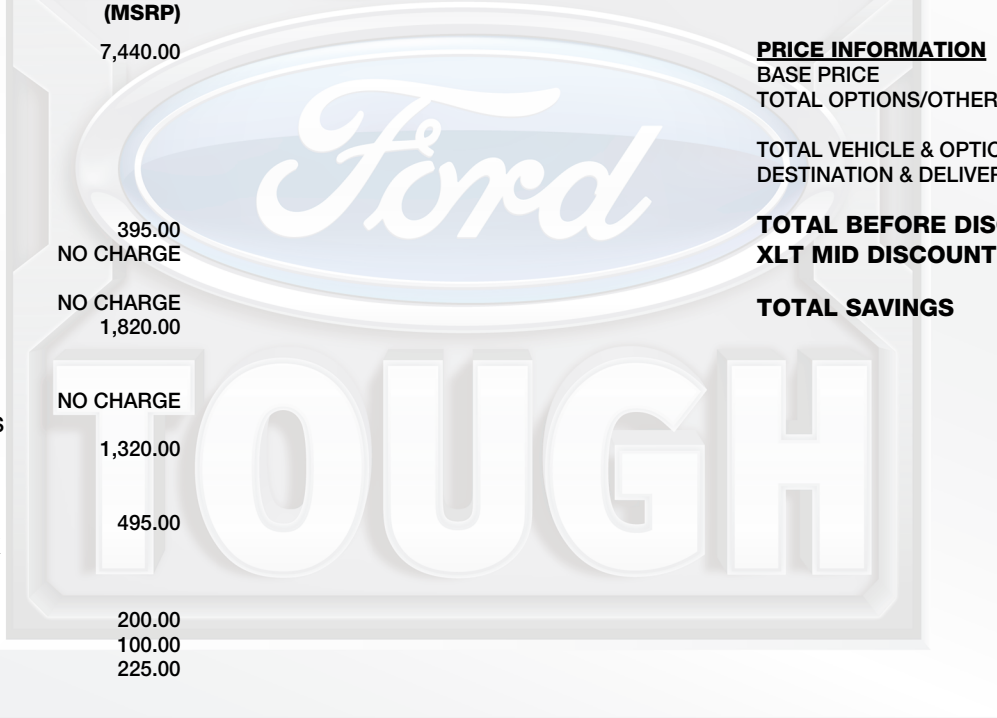 (MSRP)
7,440.00
395.00
NO CHARGE
NO CHARGE
1,820.00
NO CHARGE
S
1,320.00
495.00
200.00
100.00
225.00
PRICE INFORMATION
BASE PRICE
TOTAL OPTIONS/OTHER
TOTAL VEHICLE & OPTIO
DESTINATION & DELIVER
TOTAL BEFORE DISC
XLT MID DISCOUNT
TOTAL SAVINGS
Ford
TOUGH